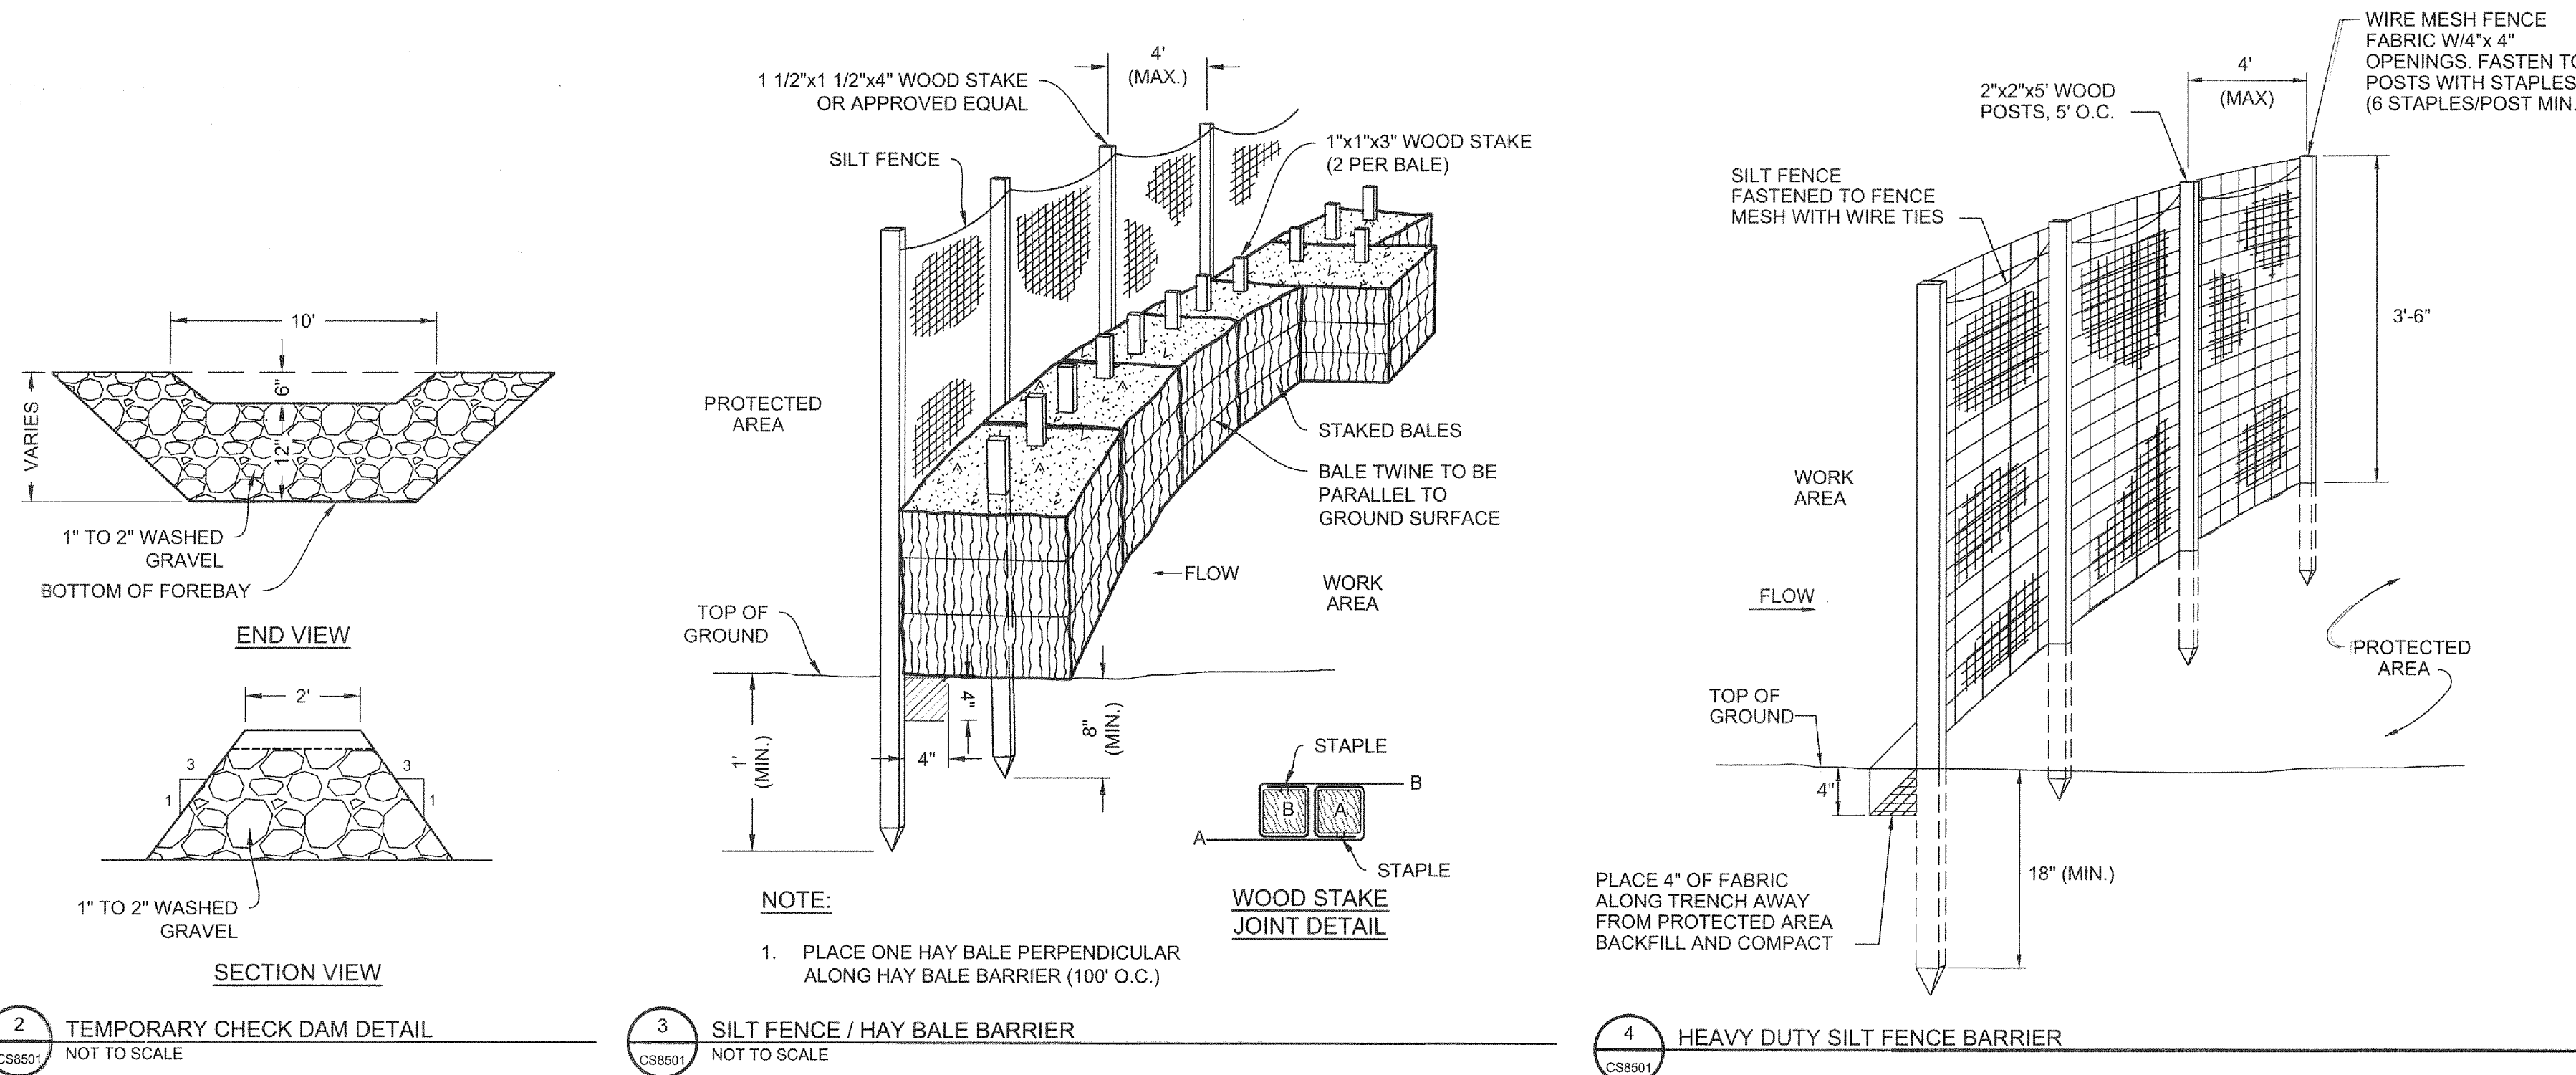 10'
6"
12"
VARIES
1" TO 2" WASHED
GRAVEL
BOTTOM OF FOREBAY
END VIEW
2'
3
1
3
1
1" TO 2" WASHED
GRAVEL
SECTION VIEW
2
CS8501
TEMPORARY CHECK DAM DETAIL
NOT TO SCALE
4'
(MAX.)
1 1/2"x1 1/2"x4" WOOD STAKE
OR APPROVED EQUAL
SILT FENCE
1"x1"x3" WOOD STAKE
(2 PER BALE)
PROTECTED
AREA
STAKED BALES
BALE TWINE TO BE
PARALLEL TO
GROUND SURFACE
FLOW
WORK
AREA
TOP OF
GROUND
1'
(MIN.)
4"
4"
8"
(MIN.)
STAPLE
B
B
A
A
STAPLE
WOOD STAKE
JOINT DETAIL
NOTE:
1. PLACE ONE HAY BALE PERPENDICULAR
ALONG HAY BALE BARRIER (100' O.C.)
3
CS8501
SILT FENCE / HAY BALE BARRIER
NOT TO SCALE
WIRE MESH FENCE
FABRIC W/4"x 4"
OPENINGS. FASTEN TO
POSTS WITH STAPLES
(6 STAPLES/POST MIN.
4'
(MAX)
2"x2"x5' WOOD
POSTS, 5' O.C.
SILT FENCE
FASTENED TO FENCE
MESH WITH WIRE TIES
3'-6"
WORK
AREA
FLOW
PROTECTED
AREA
TOP OF
GROUND
4"
18" (MIN.)
PLACE 4" OF FABRIC
ALONG TRENCH AWAY
FROM PROTECTED AREA
BACKFILL AND COMPACT
4
CS8501
HEAVY DUTY SILT FENCE BARRIER